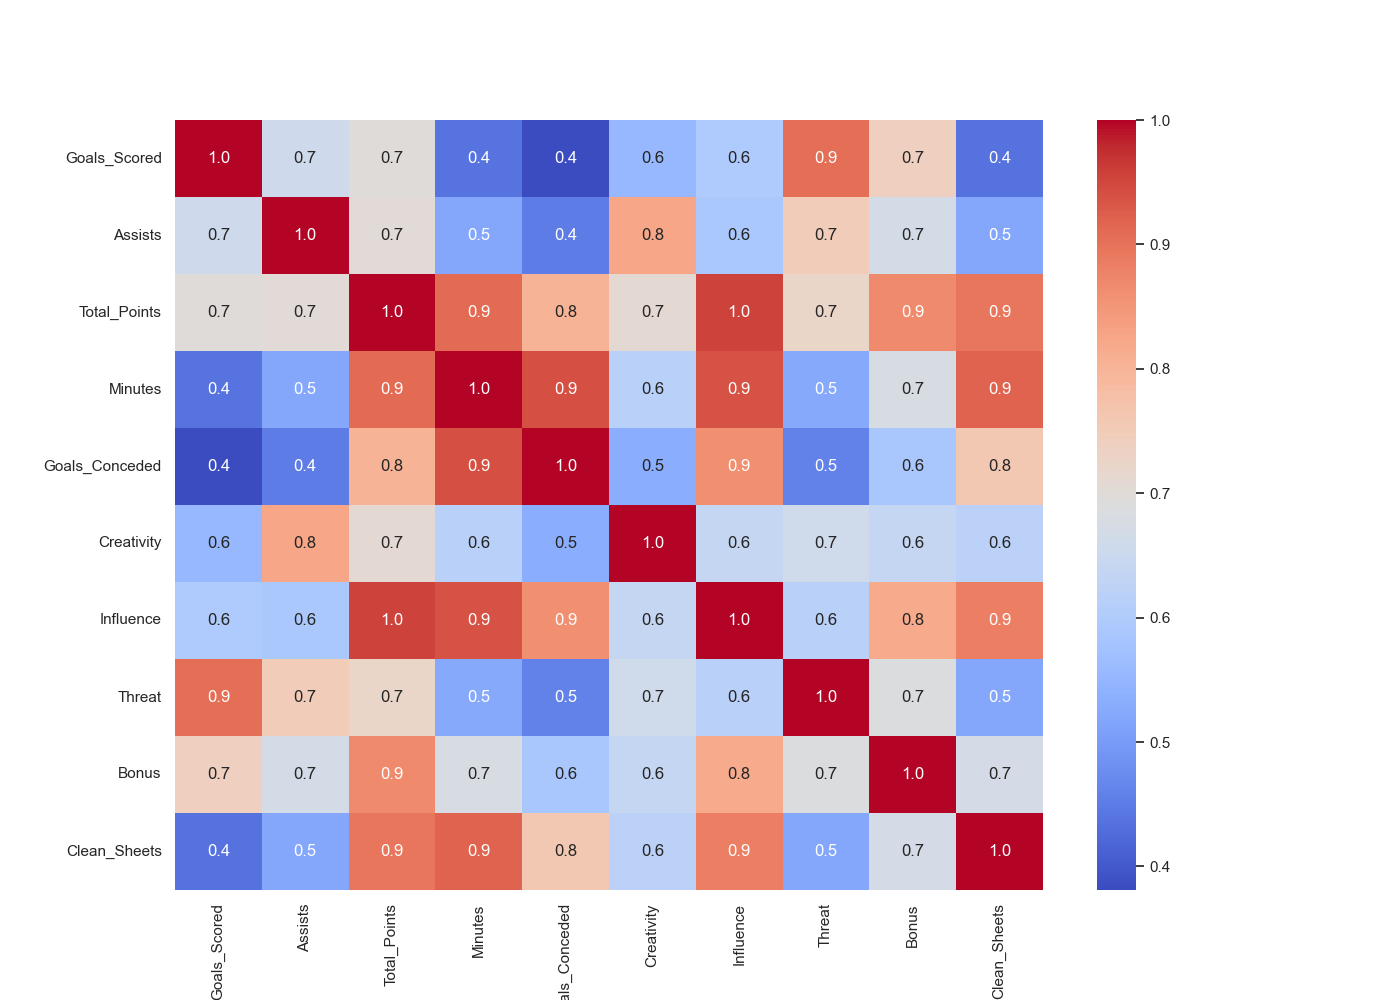 1.0
Goals_Scored 1.0 0.7 0.7 0.4 0.4 0.6 0.6 0.9 0.7 0.4
Assists 0.7 1.0 0.7 0.5 0.4 0.8 0.6 0.7 0.7 0.5
0.9
Total_Points 0.7 0.7 1.0 0.9 0.8 0.7 1.0 0.7 0.9 0.9
0.8
Minutes 0.4 0.5 0.9 1.0 0.9 0.6 0.9 0.5 0.7 0.9
Goals_Conceded 0.4 0.4 0.8 0.9 1.0 0.5 0.9 0.5 0.6 0.8
0.7
Creativity 0.6 0.8 0.7 0.6 0.5 1.0 0.6 0.7 0.6 0.6
0.6
Influence 0.6 0.6 1.0 0.9 0.9 0.6 1.0 0.6 0.8 0.9
Threat 0.9 0.7 0.7 0.5 0.5 0.7 0.6 1.0 0.7 0.5
0.5
Bonus 0.7 0.7 0.9 0.7 0.6 0.6 0.8 0.7 1.0 0.7
Clean_Sheets 0.4 0.5 0.9 0.9 0.8 0.6 0.9 0.5 0.7 1.0
0.4
Goals_Scored
Assists
Total_Points
Minutes
als_Conceded
Creativity
Influence
Threat
Bonus
Clean_Sheets